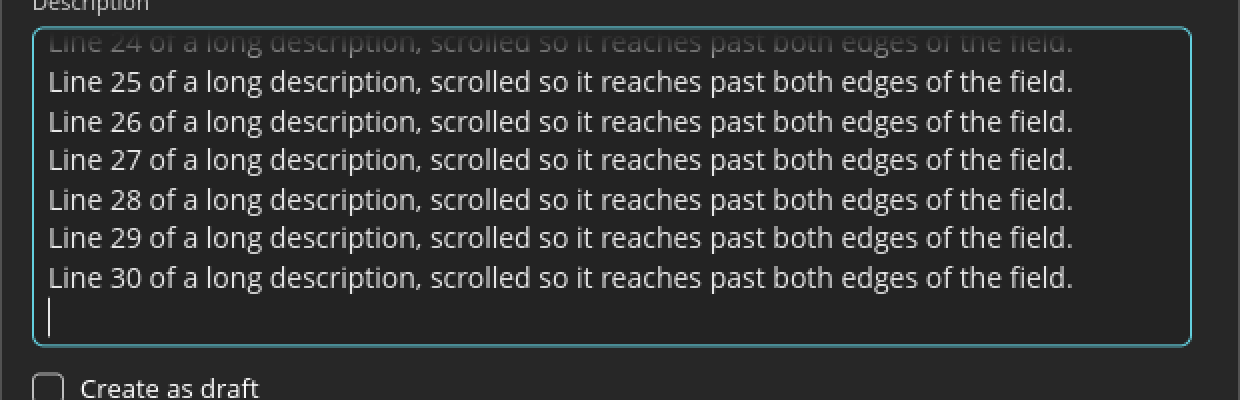 Description
Line 24 of a long description, scrolled so it reaches past both edges of the field.
Line 25 of a long description, scrolled so it reaches past both edges of the field.
Line 26 of a long description, scrolled so it reaches past both edges of the field.
Line 27 of a long description, scrolled so it reaches past both edges of the field.
Line 28 of a long description, scrolled so it reaches past both edges of the field.
Line 29 of a long description, scrolled so it reaches past both edges of the field.
Line 30 of a long description, scrolled so it reaches past both edges of the field.
Create as draft